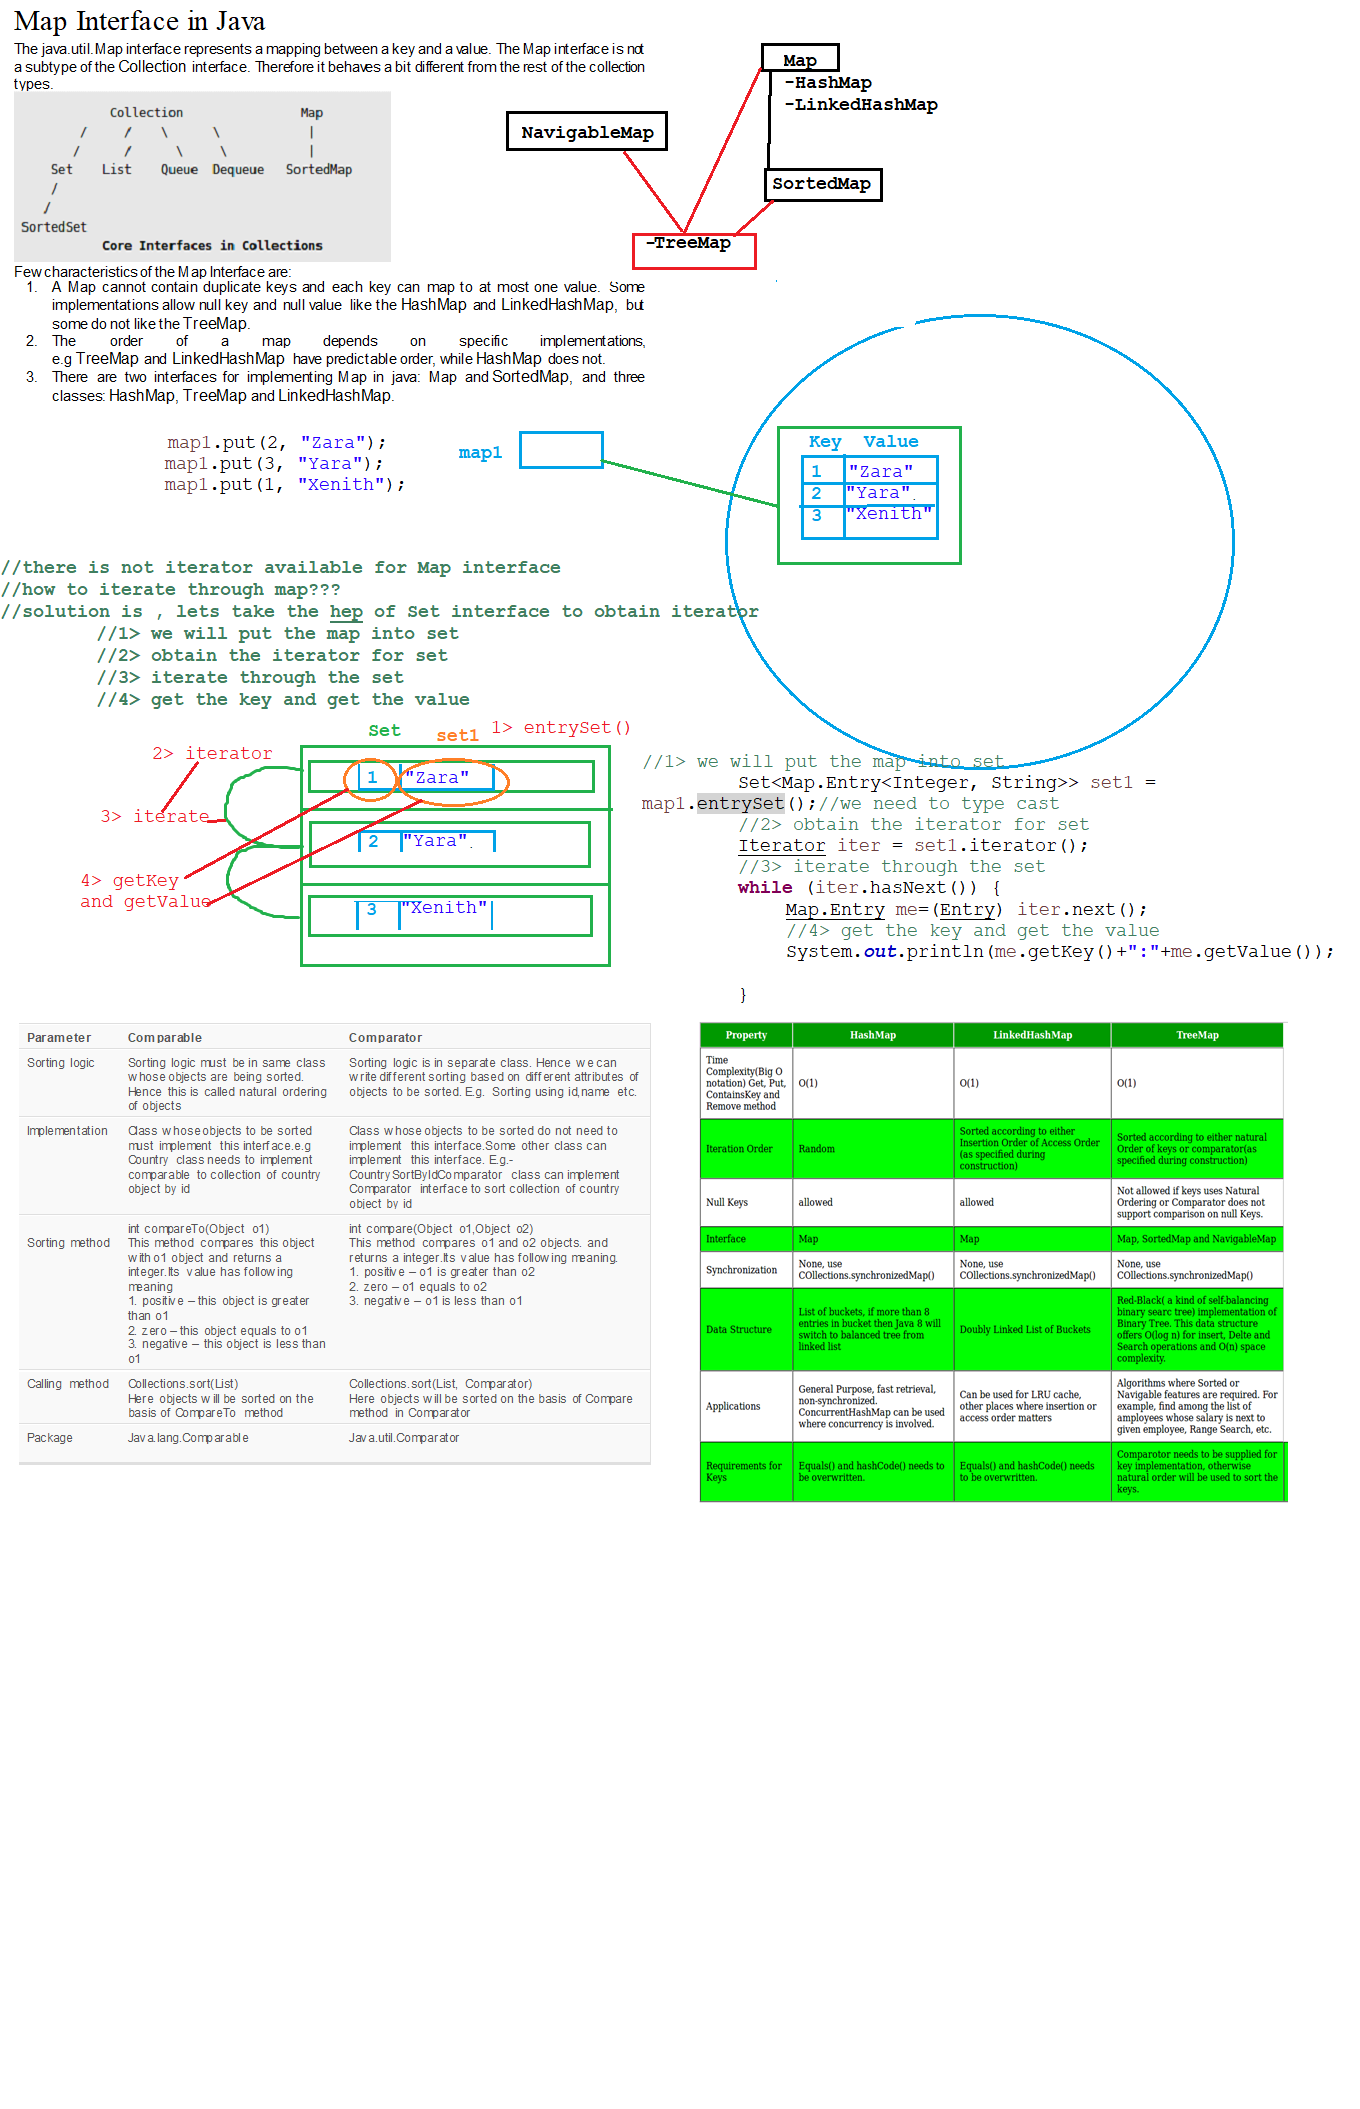 Map Interface in Java
The java.util.Map interface represents a mapping between a key and a value. The Map interface is not
a subtype of the Collection interface. Therefore it behaves a bit different from the rest of the collection
types.
Collection Map
Set List Queue Dequeue SortedMap
SortedSet
Core Interfaces in Collections
Map
-HashMap
-LinkedHashMap
NavigableMap
SortedMap
-TreeMap
Few characteristics of the Map Interface are:
1. A Map cannot contain duplicate keys and each key can map to at most one value. Some
implementations allow null key and null value like the HashMap and LinkedHashMap, but
some do not like the TreeMap.
2. The order of a map depends on specific implementations,
e.g TreeMap and LinkedHashMap have predictable order, while HashMap does not.
3. There are two interfaces for implementing Map in java: Map and SortedMap, and three
classes: HashMap, TreeMap and LinkedHashMap.
map1.put(2, "Zara");
map1.put(3, "Yara");
map1.put(1, "Xenith");
map1
Key Value
1 "Zara"
2 "Yara".
3 "Xenith"
//there is not iterator available for Map interface
//how to iterate through map???
//solution is , lets take the hep of Set interface to obtain iterator
//1> we will put the map into set
//2> obtain the iterator for set
//3> iterate through the set
//4> get the key and get the value
Set set1 1> entrySet()
2> iterator
3> iterate
4> getKey
and getValue
1 "Zara"
2 "Yara".
3 "Xenith"
//1> we will put the map into set
Set<Map.Entry<Integer, String>> set1 =
map1.entrySet();//we need to type cast
//2> obtain the iterator for set
Iterator iter = set1.iterator();
//3> iterate through the set
while (iter.hasNext()) {
Map.Entry me=(Entry) iter.next();
//4> get the key and get the value
System.out.println(me.getKey()+":"+me.getValue());
}
Parameter Comparable Comparator
Sorting logic
Sorting logic must be in same class
whose objects are being sorted.
Hence this is called natural ordering
of objects
Sorting logic is in separate class. Hence we can
write different sorting based on different attributes of
objects to be sorted. E.g. Sorting using id,name etc.
Implementation
Class whose objects to be sorted
must implement this interface.e.g
Country class needs to implement
comparable to collection of country
object by id
Class whose objects to be sorted do not need to
implement this interface.Some other class can
implement this interface. E.g.-
CountrySortByIdComparator class can implement
Comparator interface to sort collection of country
object by id
Sorting method
int compareTo(Object o1)
This method compares this object
with o1 object and returns a
integer.Its value has following
meaning
1. positive – this object is greater
than o1
2. zero – this object equals to o1
3. negative – this object is less than
o1
int compare(Object o1,Object o2)
This method compares o1 and o2 objects. and
returns a integer.Its value has following meaning.
1. positive – o1 is greater than o2
2. zero – o1 equals to o2
3. negative – o1 is less than o1
Calling method
Collections.sort(List)
Here objects will be sorted on the
basis of CompareTo method
Collections.sort(List, Comparator)
Here objects will be sorted on the basis of Compare
method in Comparator
Package
Java.lang.Comparable
Java.util.Comparator
Property HashMap LinkedHashMap TreeMap
Time
Complexity(Big O
notation) Get, Put,
ContainsKey and
Remove method
O(1)
O(1)
O(1)
Iteration Order
Random
Sorted according to either
Insertion Order of Access Order
(as specified during
construction)
Sorted according to either natural
Order of keys or comparator(as
specified during construction)
Null Keys
allowed
allowed
Not allowed if keys uses Natural
Ordering or Comparator does not
support comparison on null Keys.
Interface
Map
Map
Map, SortedMap and NavigableMap
Synchronization
None, use
COllections.synchronizedMap()
None, use
COllections.synchronizedMap()
None, use
COllections.synchronizedMap()
Data Structure
List of buckets, if more than 8
entries in bucket then Java 8 will
switch to balanced tree from
linked list
Doubly Linked List of Buckets
Red-Black( a kind of self-balancing
binary searc tree) implementation of
Binary Tree. This data structure
offers O(log n) for insert, Delte and
Search operations and O(n) space
complexity.
Applications
General Purpose, fast retrieval,
non-synchronized.
ConcurrentHashMap can be used
where concurrency is involved.
Can be used for LRU cache,
other places where insertion or
access order matters
Algorithms where Sorted or
Navigable features are required. For
example, find among the list of
amployees whose salary is next to
given employee, Range Search, etc.
Requirements for
Keys
Equals() and hashCode() needs to
be overwritten.
Equals() and hashCode() needs
to be overwritten.
Comparotor needs to be supplied for
key implementation, otherwise
natural order will be used to sort the
keys.